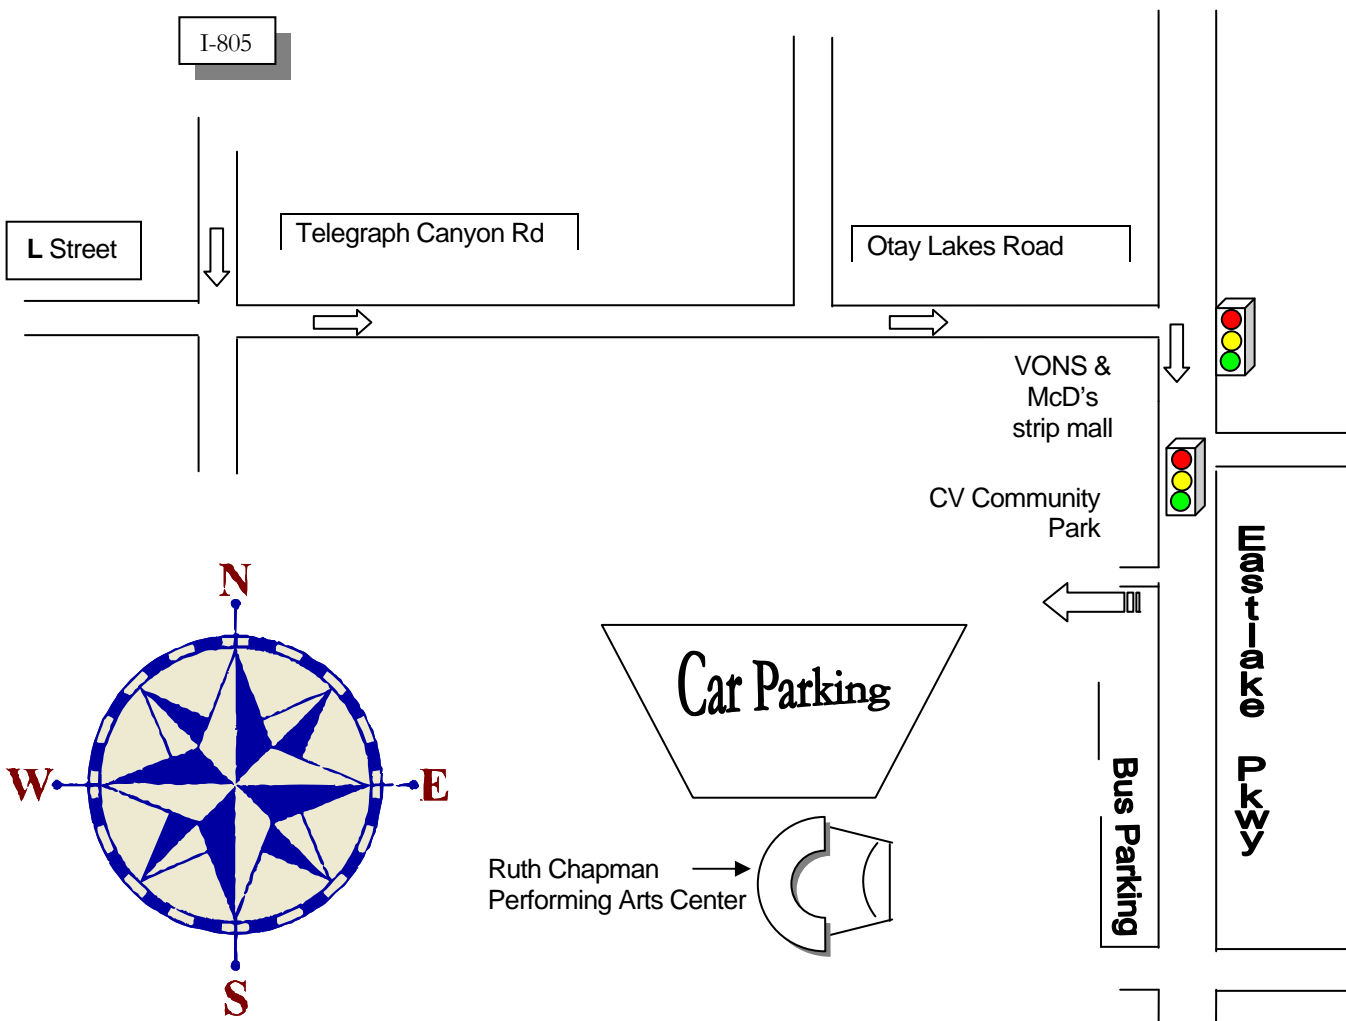 I-805
L Street
Telegraph Canyon Rd
Otay Lakes Road
VONS &
McD's
strip mall
CV Community
Park
Eastlake Pkwy
N
W
E
S
Car Parking
Bus Parking
Ruth Chapman
Performing Arts Center